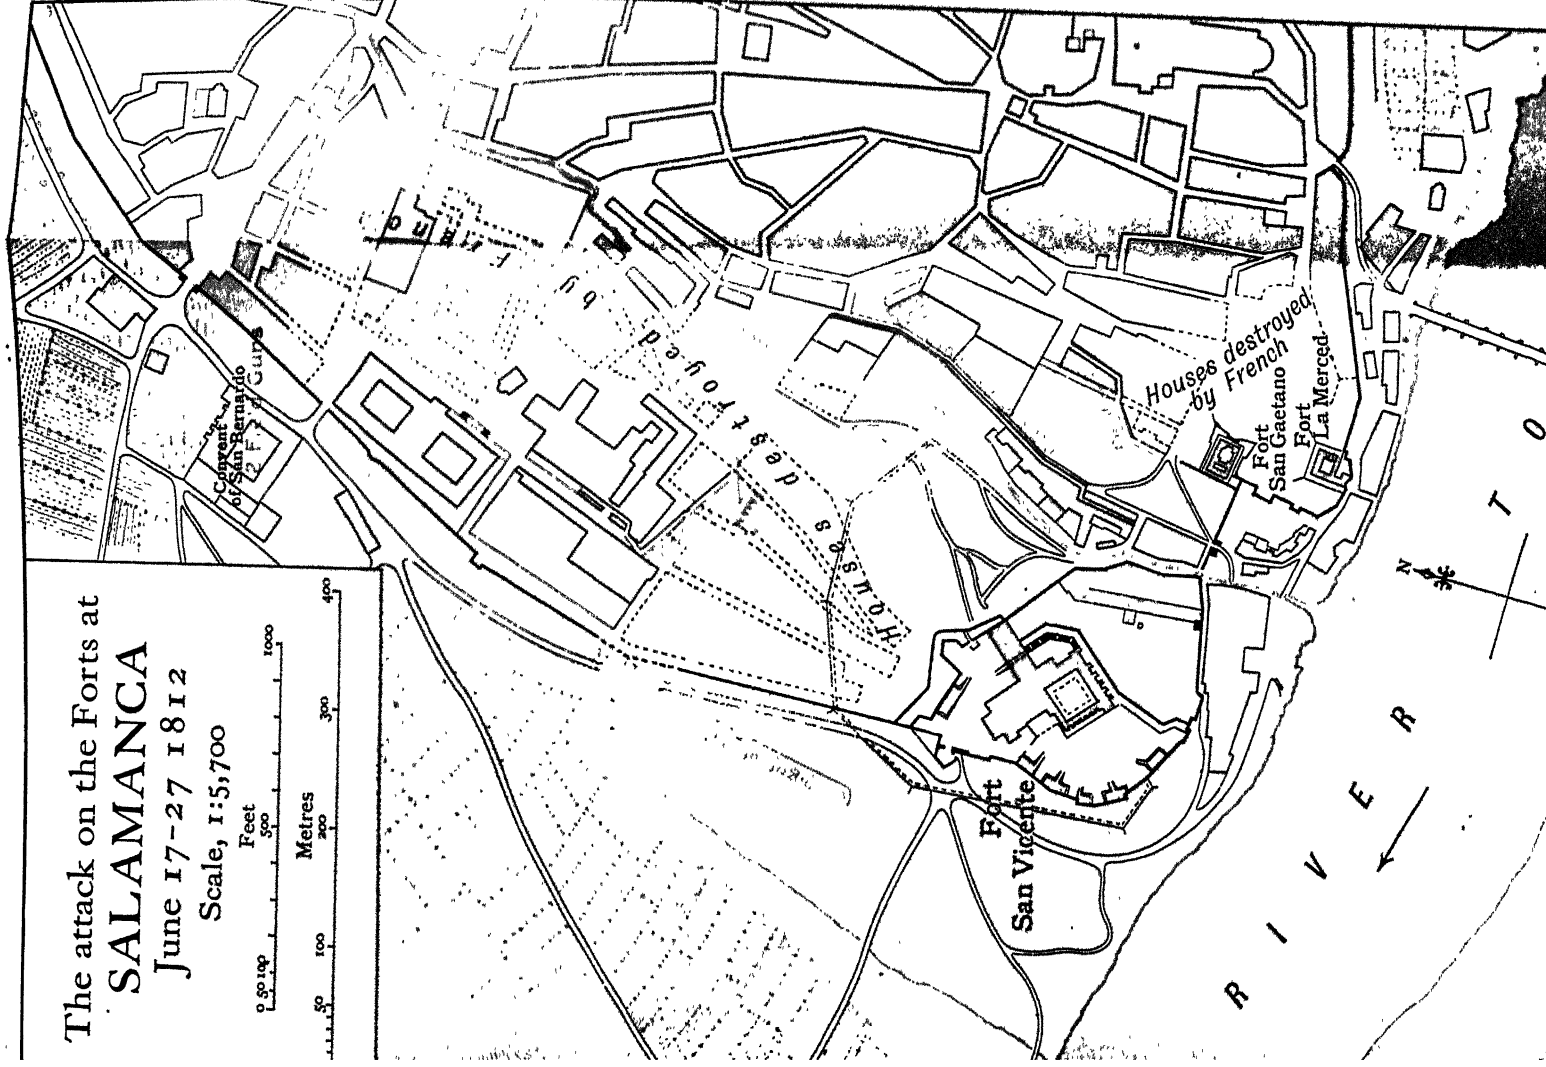 The attack on the Forts at
SALAMANCA
June 17-27 1812
Scale, 1:5,700
Feet
0 50 100 500 1000
Metres
50 100 200 300 400
Convent
of San Bernardo
Guns
Houses destroyed by French
Houses destroyed
by French
Fort
San Gaetano
Fort
La Merced
Fort
San Vicente
N
RIVER TO